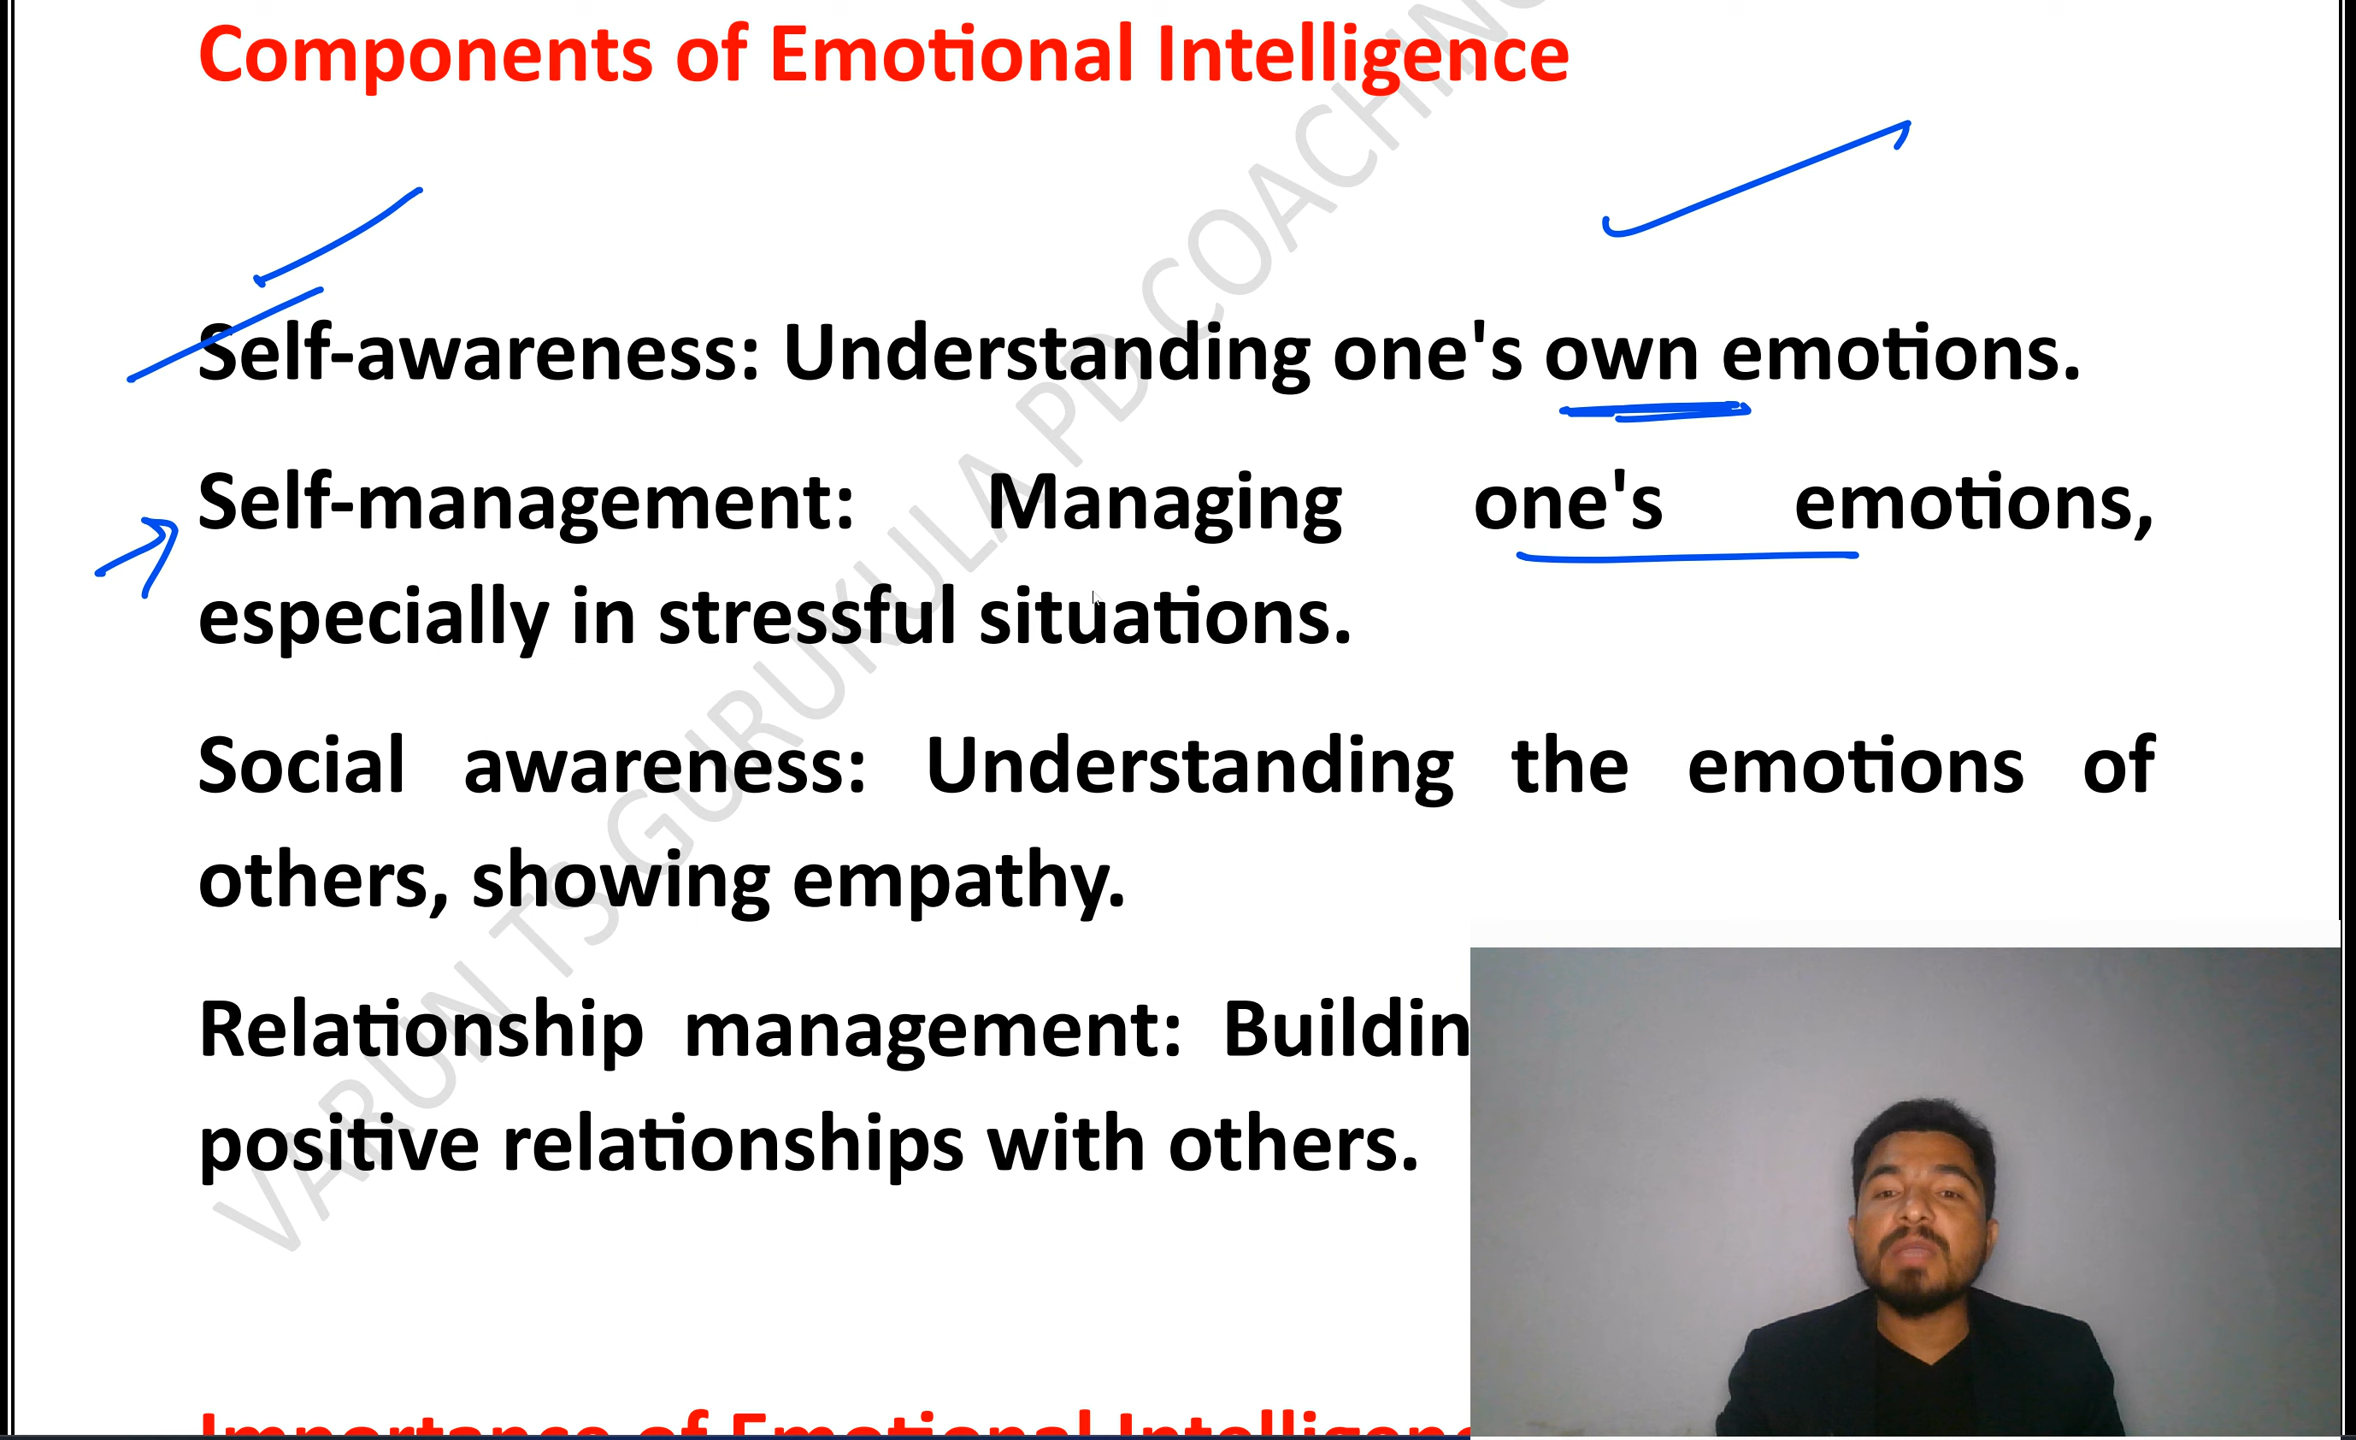 Components of Emotional Intelligence
Self-awareness: Understanding one's own emotions.
Self-management: Managing one's emotions,
especially in stressful situations.
Social awareness: Understanding the emotions of
others, showing empathy.
Relationship management:
positive relationships with others.
Importance of Emotional
VARUN TS GURUKULA PD COACHING